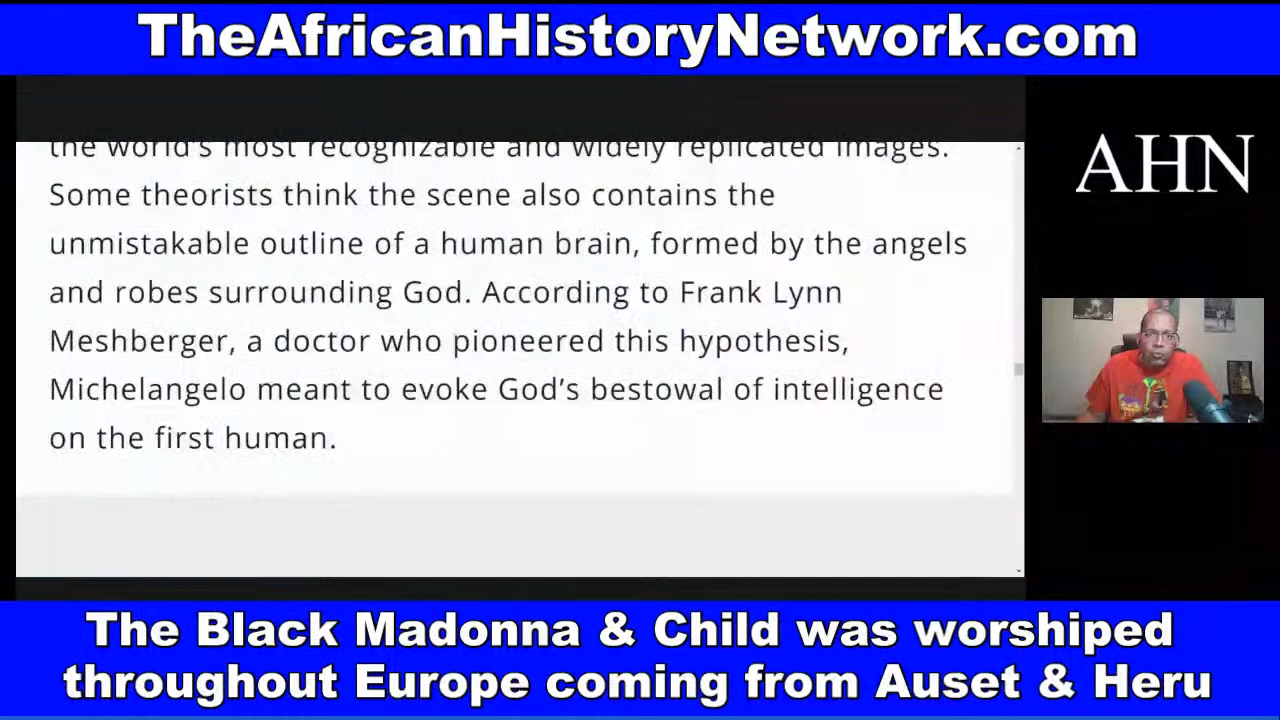 TheAfricanHistoryNetwork.com
AHN
the world's most recognizable and widely replicated images.
Some theorists think the scene also contains the
unmistakable outline of a human brain, formed by the angels
and robes surrounding God. According to Frank Lynn
Meshberger, a doctor who pioneered this hypothesis,
Michelangelo meant to evoke God's bestowal of intelligence
on the first human.
The Black Madonna & Child was worshiped
throughout Europe coming from Auset & Heru